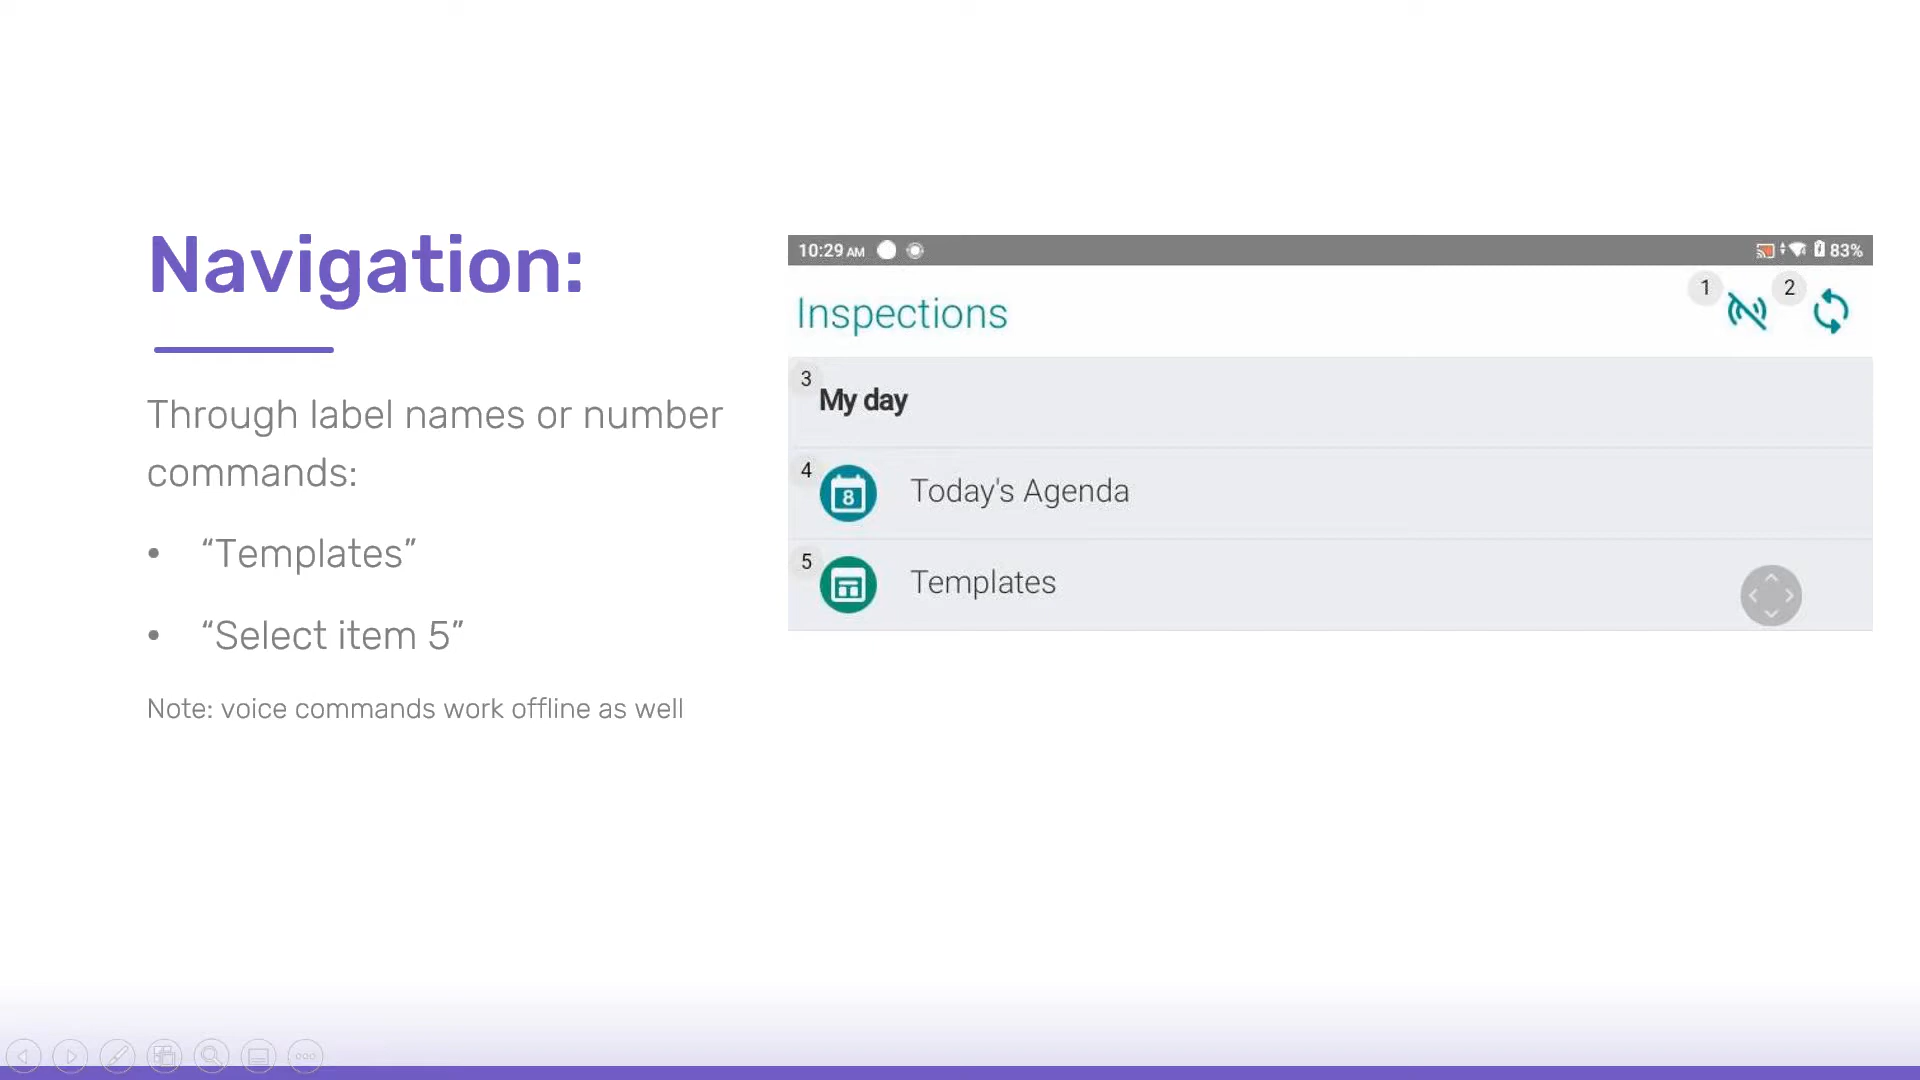 Navigation:
Through label names or number
commands:
• “Templates”
• “Select item 5”
Note: voice commands work offline as well
10:29 AM
83%
Inspections
1
2
3
My day
4
8
Today's Agenda
5
Templates